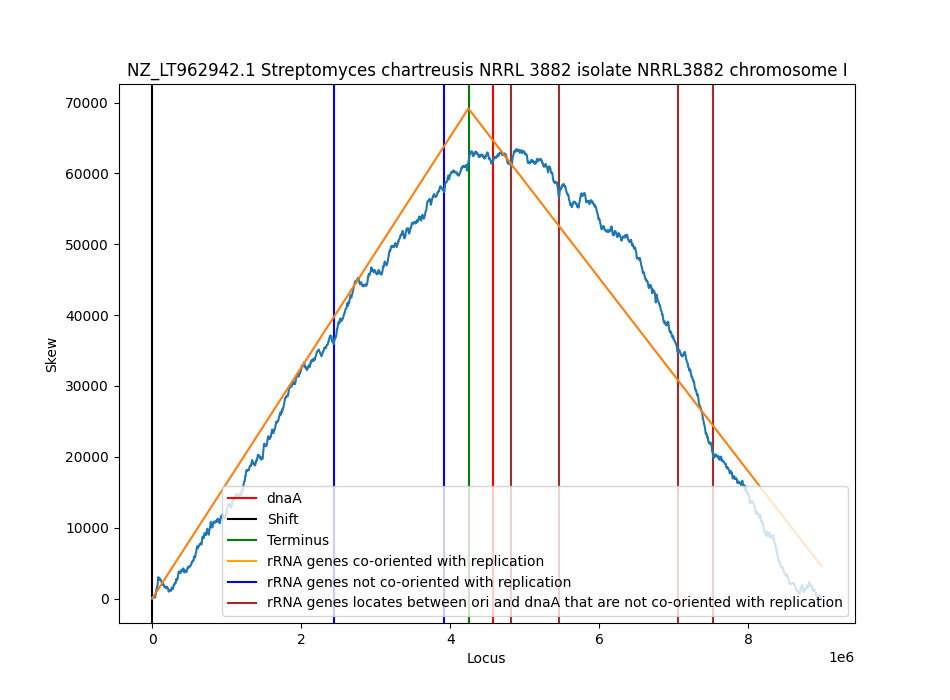 NZ_LT962942.1 Streptomyces chartreusis NRRL 3882 isolate NRRL3882 chromosome I
70000
60000
50000
40000
30000
20000
10000
0
Skew
dnaA
Shift
Terminus
rRNA genes co-oriented with replication
rRNA genes not co-oriented with replication
rRNA genes locates between ori and dnaA that are not co-oriented with replication
0 2 4 6 8
1e6
Locus